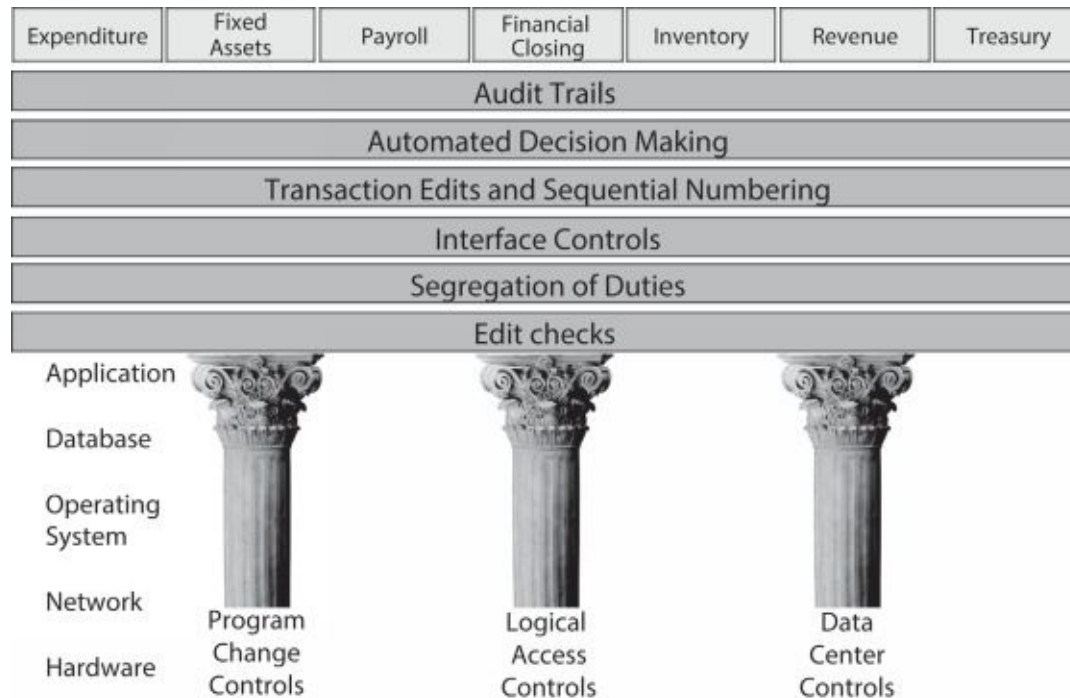 Expenditure
Fixed
Assets
Payroll
Financial
Closing
Inventory
Revenue
Treasury
Audit Trails
Automated Decision Making
Transaction Edits and Sequential Numbering
Interface Controls
Segregation of Duties
Edit checks
Application
Database
Operating
System
Network
Hardware
Program
Change
Controls
Logical
Access
Controls
Data
Center
Controls